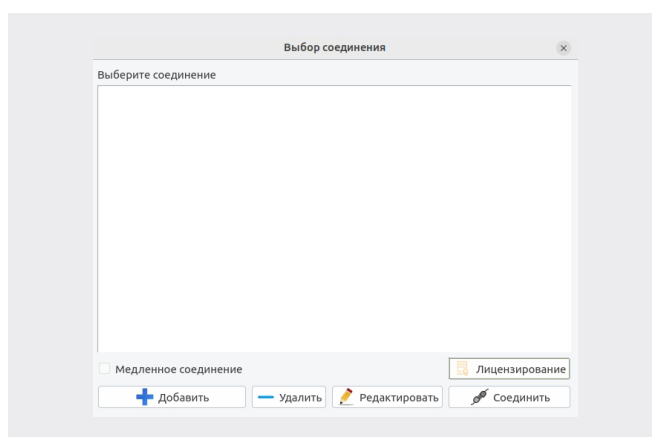 Выбор соединения
Выберите соединение
Медленное соединение
Лицензирование
Добавить
Удалить
Редактировать
Соединить